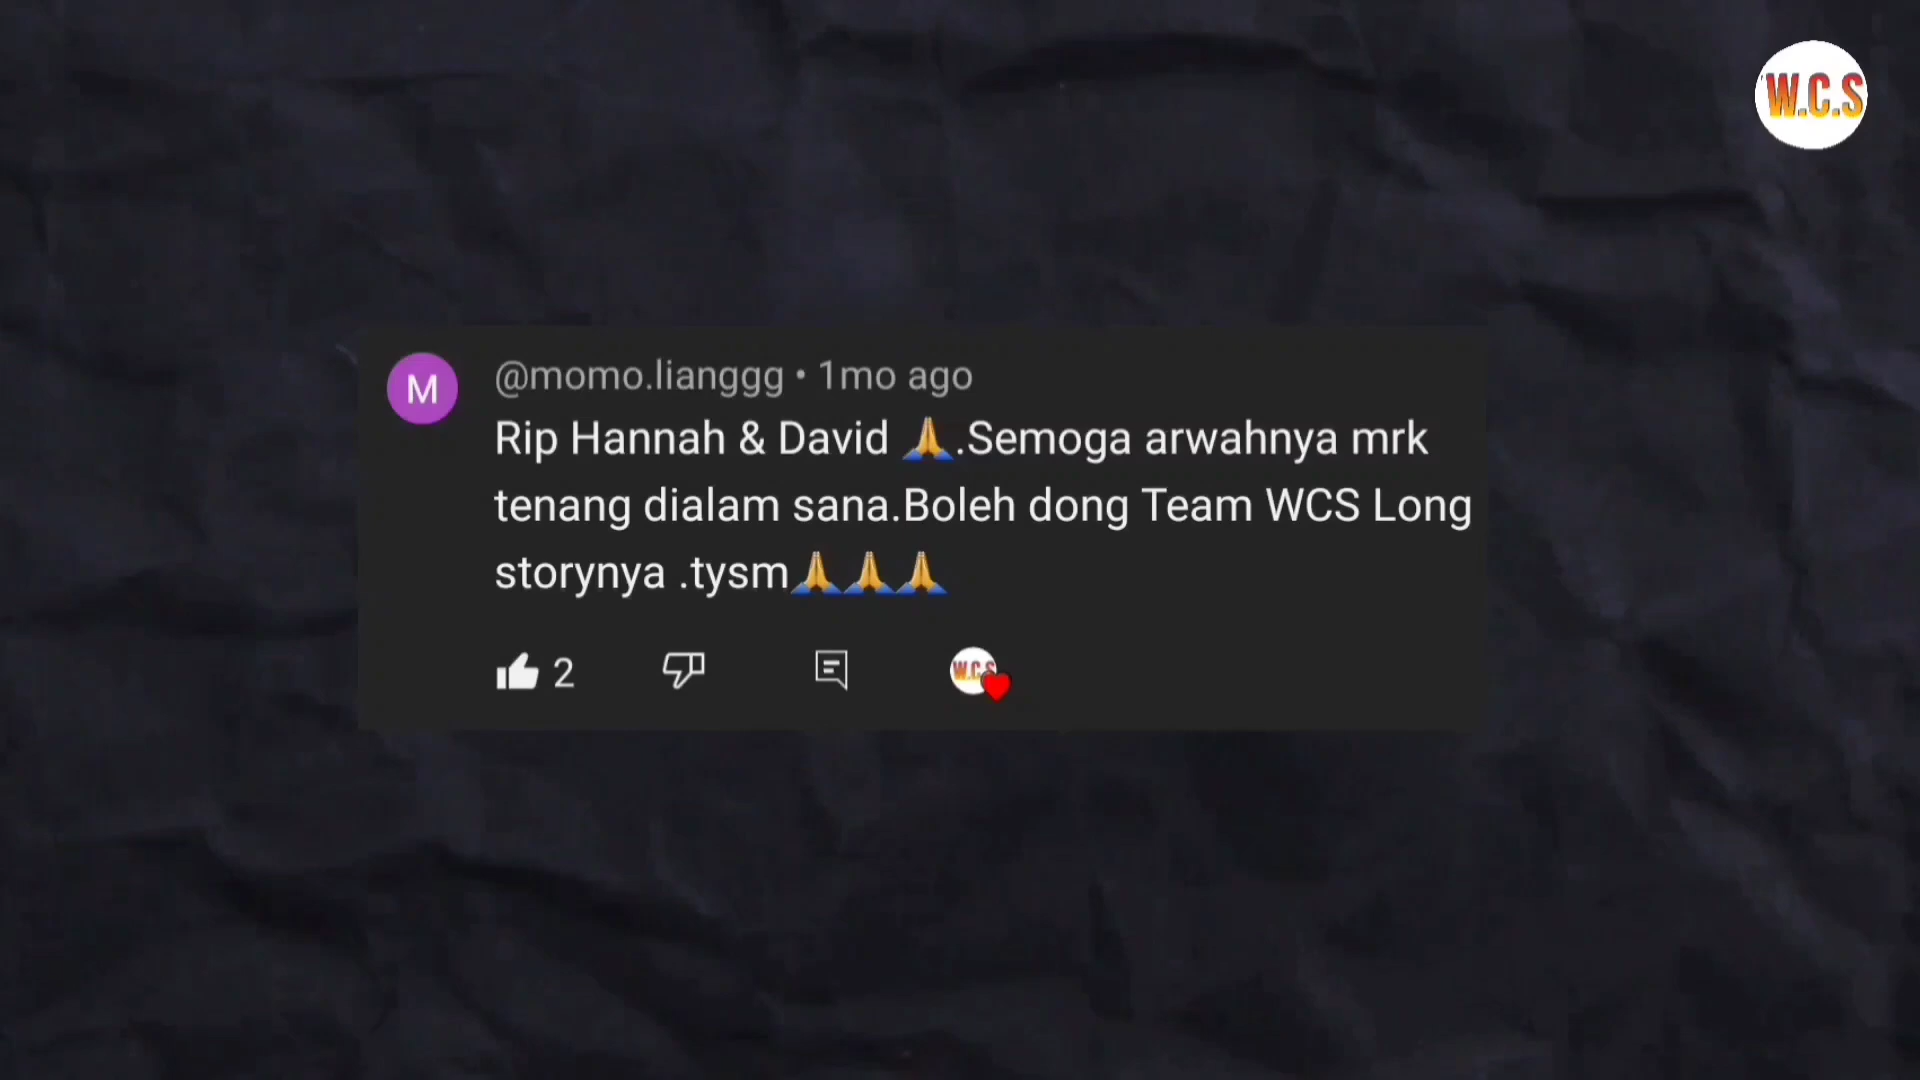 W.C.S
M
@momo.lianggg • 1mo ago
Rip Hannah & David 🙏.Semoga arwahnya mrk
tenang dialam sana.Boleh dong Team WCS Long
storynya .tysm🙏🙏🙏
2
W.C.S